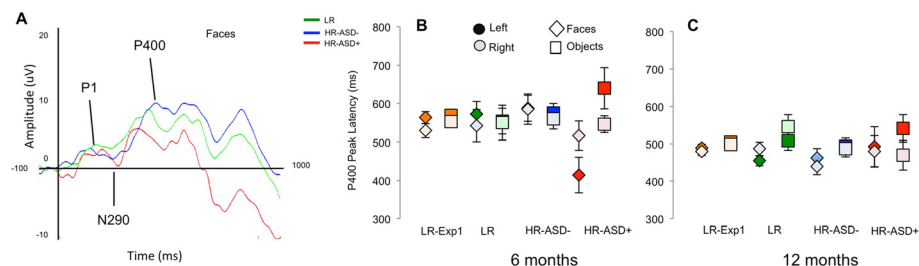 A
20
Faces
LR
HR-ASD-
HR-ASD+
P400
P1
Amplitude (uV)
0
-100
1000
N290
-10
Time (ms)
B
Left
Right
Faces
Objects
P400 Peak Latency (ms)
800
700
600
500
400
300
LR-Exp1 LR HR-ASD- HR-ASD+
6 months
C
800
700
600
500
400
300
LR-Exp1 LR HR-ASD- HR-ASD+
12 months